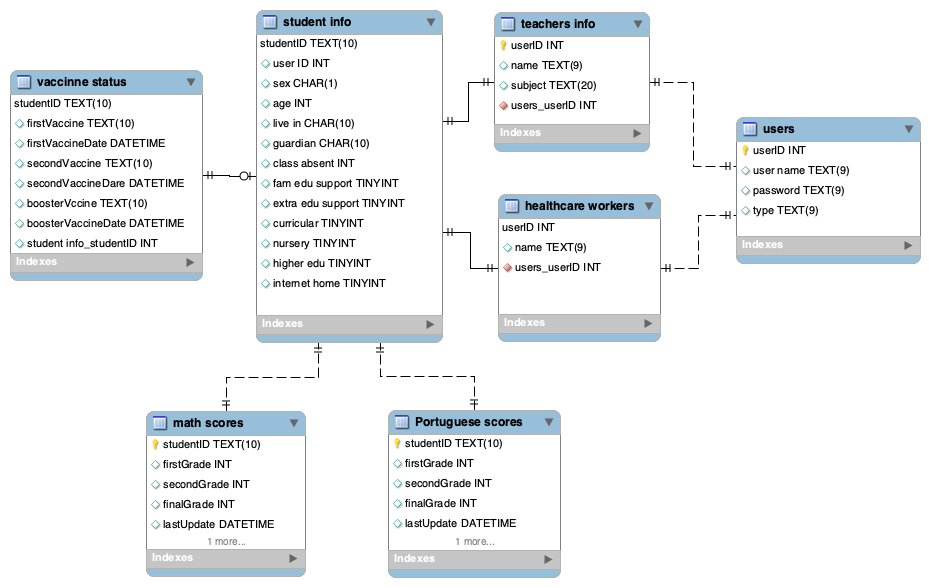 student info
studentID TEXT(10)
user ID INT
sex CHAR(1)
age INT
live in CHAR(10)
guardian CHAR(10)
class absent INT
fam edu support TINYINT
extra edu support TINYINT
curricular TINYINT
nursery TINYINT
higher edu TINYINT
internet home TINYINT
Indexes
teachers info
userID INT
name TEXT(9)
subject TEXT(20)
users_userID INT
Indexes
vaccinne status
studentID TEXT(10)
firstVaccine TEXT(10)
firstVaccineDate DATETIME
secondVaccine TEXT(10)
secondVaccineDare DATETIME
boosterVccine TEXT(10)
boosterVaccineDate DATETIME
student info_studentID INT
Indexes
users
userID INT
user name TEXT(9)
password TEXT(9)
type TEXT(9)
Indexes
healthcare workers
userID INT
name TEXT(9)
users_userID INT
Indexes
math scores
studentID TEXT(10)
firstGrade INT
secondGrade INT
finalGrade INT
lastUpdate DATETIME
1 more...
Indexes
Portuguese scores
studentID TEXT(10)
firstGrade INT
secondGrade INT
finalGrade INT
lastUpdate DATETIME
1 more...
Indexes